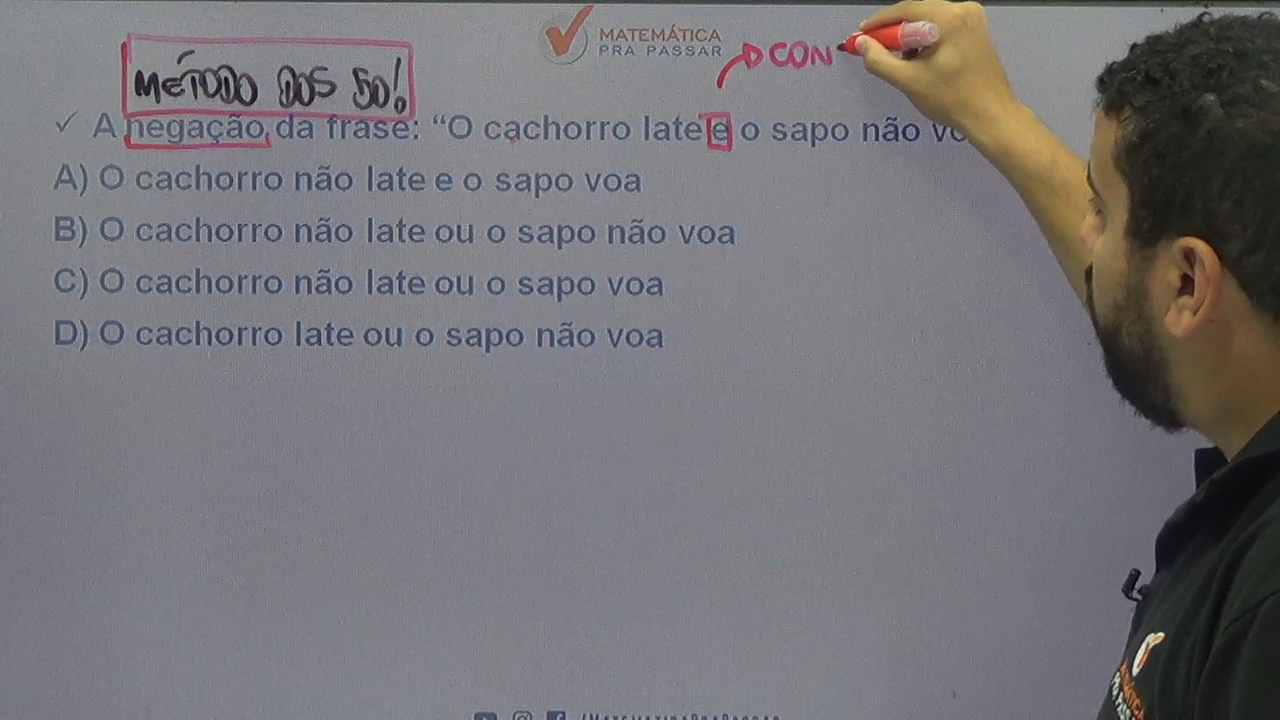 MATEMÁTICA
PRA PASSAR
CON
MÉTODO DOS 50!
✓ A negação da frase: “O cachorro late e o sapo não
A) O cachorro não late e o sapo voa
B) O cachorro não late ou o sapo não voa
C) O cachorro não late ou o sapo voa
D) O cachorro late ou o sapo não voa